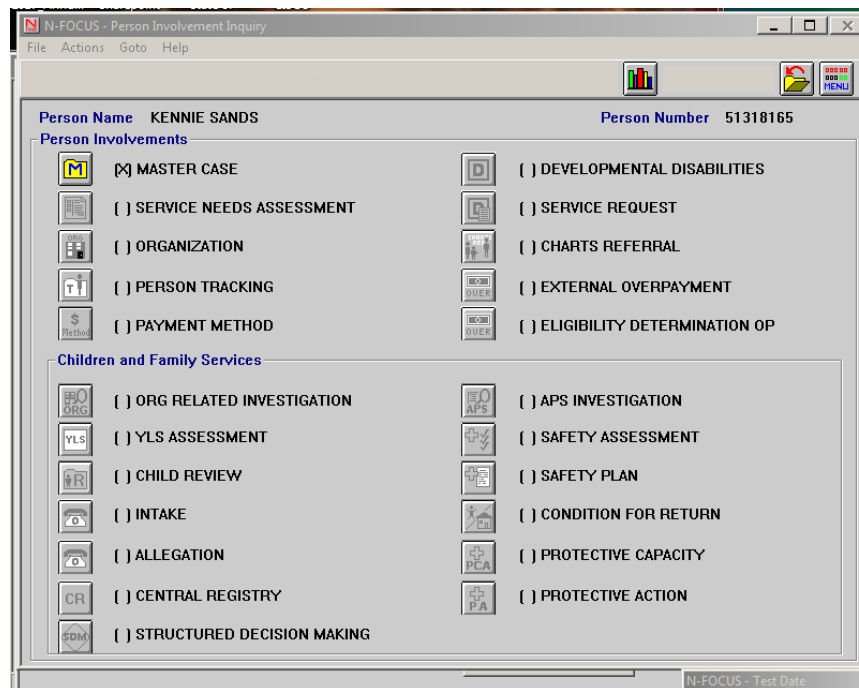 N-FOCUS - Person Involvement Inquiry
File Actions Goto Help
MENU
Person Name KENNIE SANDS Person Number 51318165
Person Involvements
M (X) MASTER CASE D ( ) DEVELOPMENTAL DISABILITIES
( ) SERVICE NEEDS ASSESSMENT D ( ) SERVICE REQUEST
ORG ( ) ORGANIZATION ( ) CHARTS REFERRAL
T ( ) PERSON TRACKING OVER ( ) EXTERNAL OVERPAYMENT
$ Method ( ) PAYMENT METHOD OVER ( ) ELIGIBILITY DETERMINATION OP
Children and Family Services
ORG ( ) ORG RELATED INVESTIGATION APS ( ) APS INVESTIGATION
YLS ( ) YLS ASSESSMENT ( ) SAFETY ASSESSMENT
R ( ) CHILD REVIEW ( ) SAFETY PLAN
( ) INTAKE ( ) CONDITION FOR RETURN
( ) ALLEGATION PCA ( ) PROTECTIVE CAPACITY
CR ( ) CENTRAL REGISTRY PA ( ) PROTECTIVE ACTION
SDM ( ) STRUCTURED DECISION MAKING
N-FOCUS - Test Date